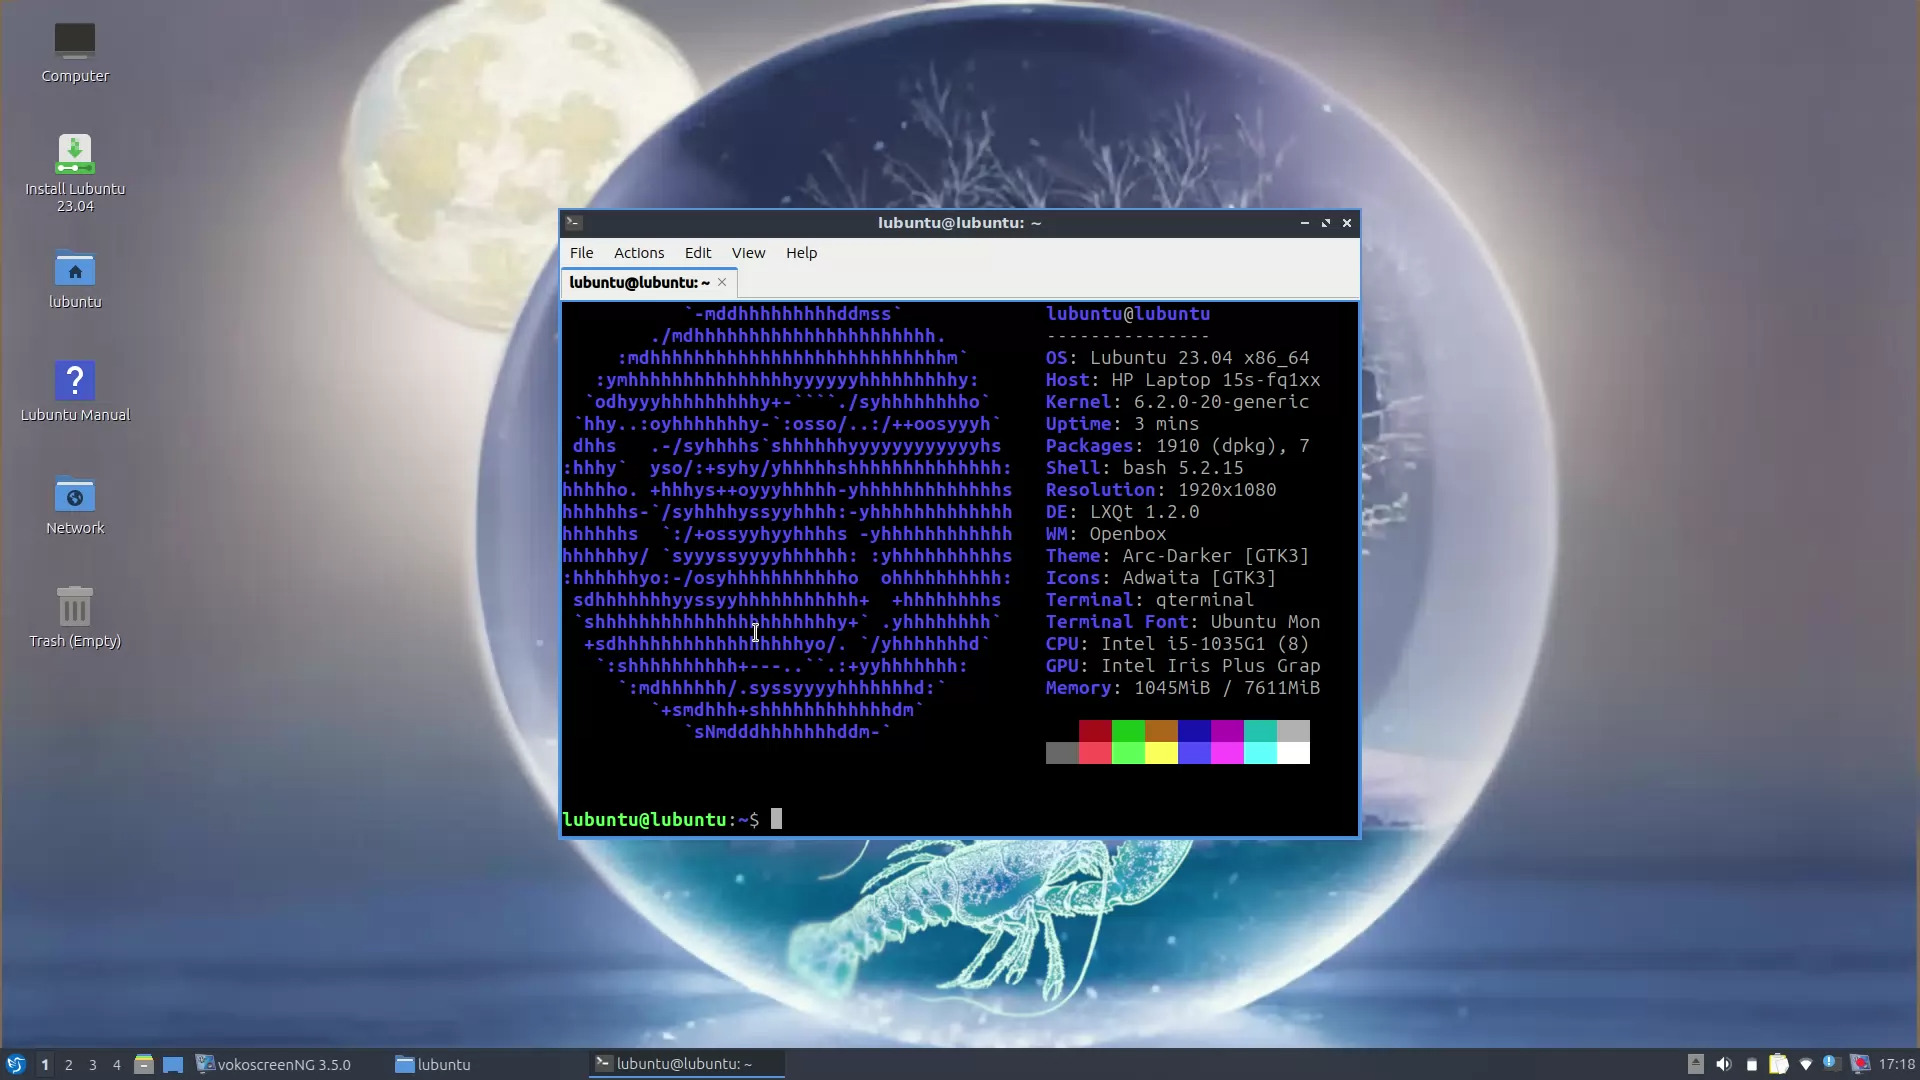 Computer
Install Lubuntu
23.04
lubuntu
Lubuntu Manual
Network
Trash (Empty)
lubuntu@lubuntu: ~
File Actions Edit View Help
lubuntu@lubuntu: ~
`-mddhhhhhhhhhddmss`
./mdhhhhhhhhhhhhhhhhhhhhhh.
:mdhhhhhhhhhhhhhhhhhhhhhhhhhhhm`
:ymhhhhhhhhhhhhhhhyyyyyyhhhhhhhhhy:
`odhyyyhhhhhhhhhy+-````./syhhhhhhhho`
`hhy..:oyhhhhhhhy-`:osso/..:/++oosyyyh`
dhhs   .-/syhhhhs`shhhhhhyyyyyyyyyyyyhs
:hhhy`  yso/:+syhy/yhhhhhshhhhhhhhhhhhhh:
hhhhho. +hhhys++oyyyhhhhh-yhhhhhhhhhhhhhs
hhhhhhs-`/syhhhhyssyyhhhh:-yhhhhhhhhhhhhh
hhhhhhs  `:/+ossyyhyyhhhhs -yhhhhhhhhhhhh
hhhhhhy/ `syyyssyyyyhhhhhh: :yhhhhhhhhhhs
:hhhhhhyo:-/osyhhhhhhhhhhho  ohhhhhhhhhh:
sdhhhhhhhyyssyyhhhhhhhhhhh+  +hhhhhhhhs
`shhhhhhhhhhhhhhhhhhhhhhy+` .yhhhhhhhh`
+sdhhhhhhhhhhhhhhhhhyo/. `/yhhhhhhhd`
`:shhhhhhhhhh+---..``.:+yyhhhhhhh:
`:mdhhhhhh/.syssyyyyhhhhhhhd:`
`+smdhhh+shhhhhhhhhhhhdm`
`sNmdddhhhhhhhddm-`
lubuntu@lubuntu
---------------
OS: Lubuntu 23.04 x86_64
Host: HP Laptop 15s-fq1xx
Kernel: 6.2.0-20-generic
Uptime: 3 mins
Packages: 1910 (dpkg), 7
Shell: bash 5.2.15
Resolution: 1920x1080
DE: LXQt 1.2.0
WM: Openbox
Theme: Arc-Darker [GTK3]
Icons: Adwaita [GTK3]
Terminal: qterminal
Terminal Font: Ubuntu Mon
CPU: Intel i5-1035G1 (8)
GPU: Intel Iris Plus Grap
Memory: 1045MiB / 7611MiB
lubuntu@lubuntu:~$
1 2 3 4 vokoscreenNG 3.5.0 lubuntu lubuntu@lubuntu: ~ 17:18